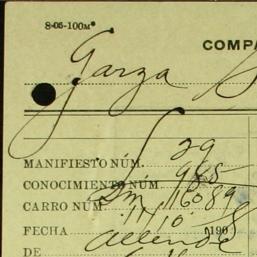 8-05-100M
COMPA
Garza
MANIFIESTO NÚM. 29
CONOCIMIENTO NÚM. 985
CARRO NÚM. 116089
FECHA 11/10 190
DE Allende